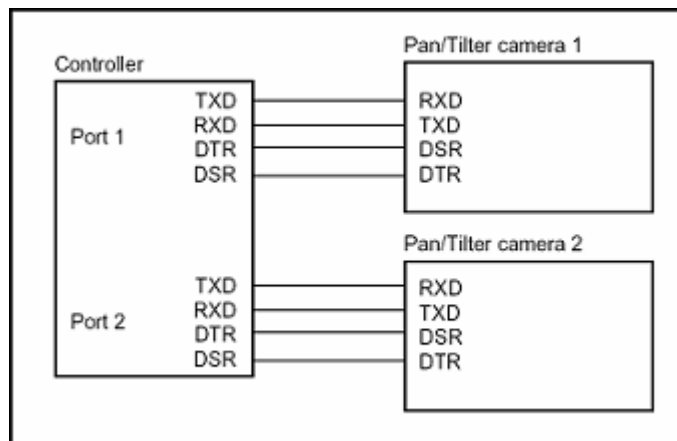 Controller
Port 1
TXD
RXD
DTR
DSR
Port 2
TXD
RXD
DTR
DSR
Pan/Tilter camera 1
RXD
TXD
DSR
DTR
Pan/Tilter camera 2
RXD
TXD
DSR
DTR